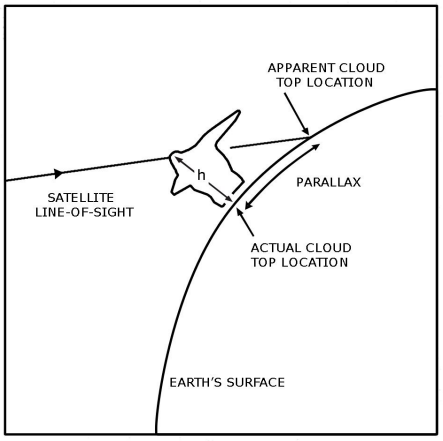 APPARENT CLOUD
TOP LOCATION
h
PARALLAX
SATELLITE
LINE-OF-SIGHT
ACTUAL CLOUD
TOP LOCATION
EARTH'S SURFACE